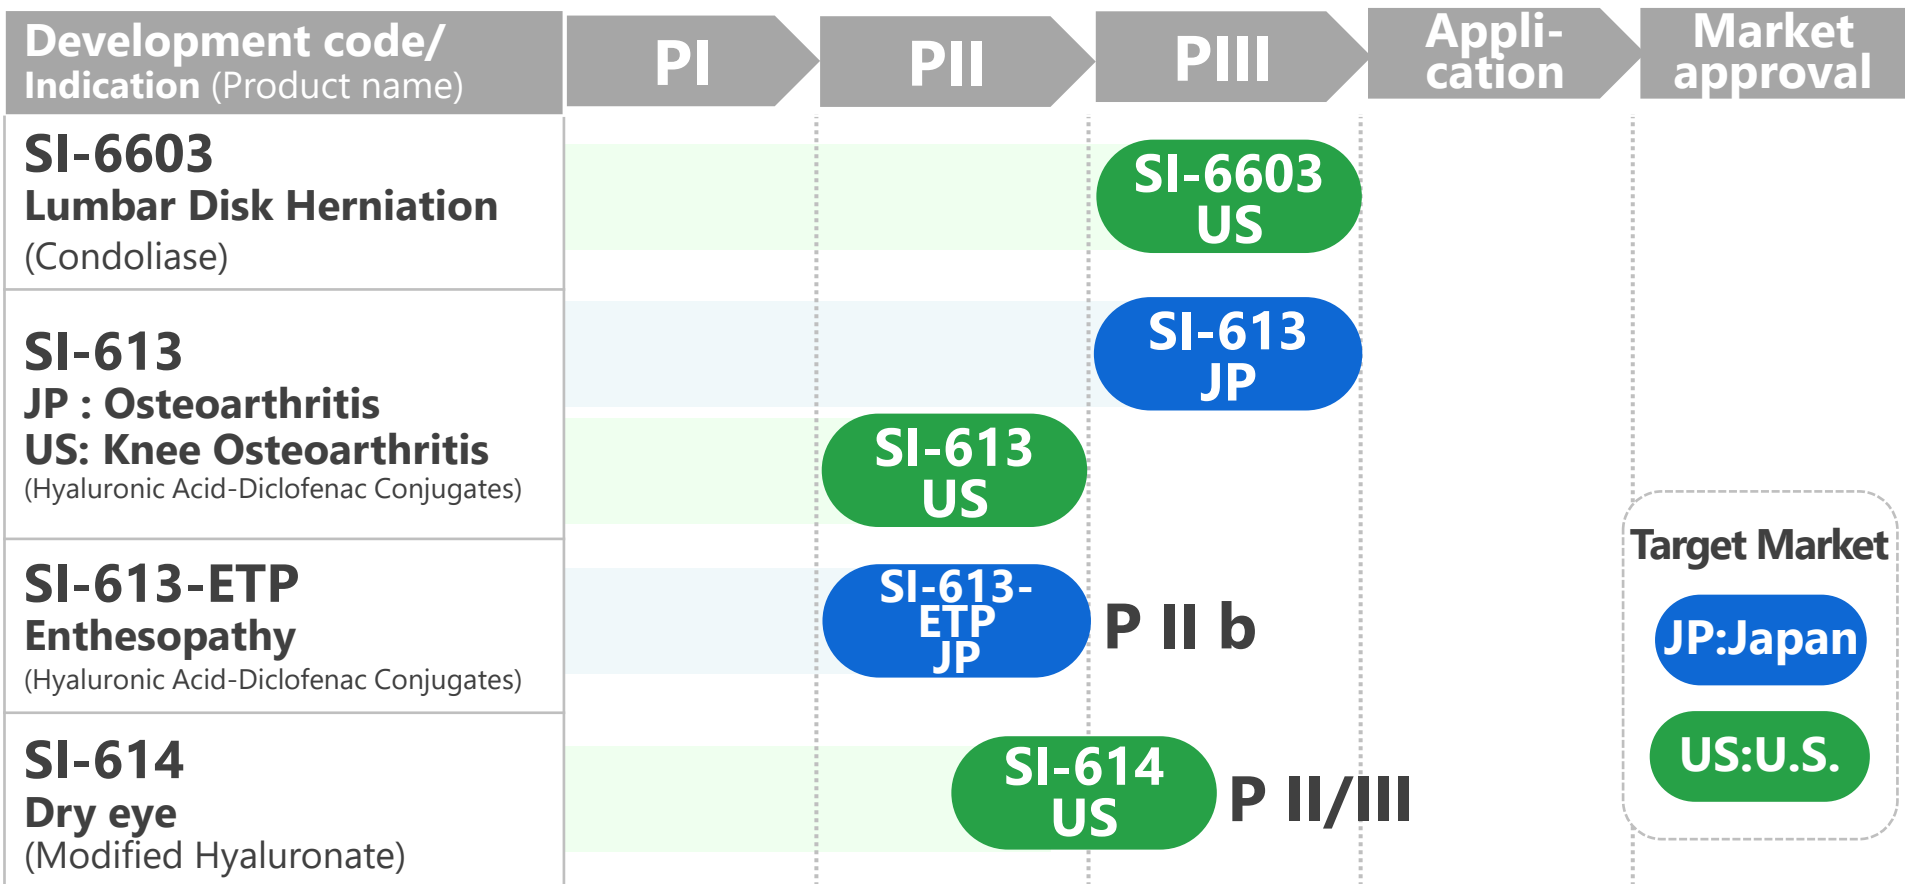 Development code/
Indication (Product name)
PI
PII
PIII
Appli-
cation
Market
approval
SI-6603
Lumbar Disk Herniation
(Condoliase)
SI-6603
US
SI-613
JP : Osteoarthritis
US: Knee Osteoarthritis
(Hyaluronic Acid-Diclofenac Conjugates)
SI-613
JP
SI-613
US
SI-613-ETP
Enthesopathy
(Hyaluronic Acid-Diclofenac Conjugates)
SI-613-
ETP
JP
P II b
SI-614
Dry eye
(Modified Hyaluronate)
SI-614
US
P II/III
Target Market
JP:Japan
US:U.S.